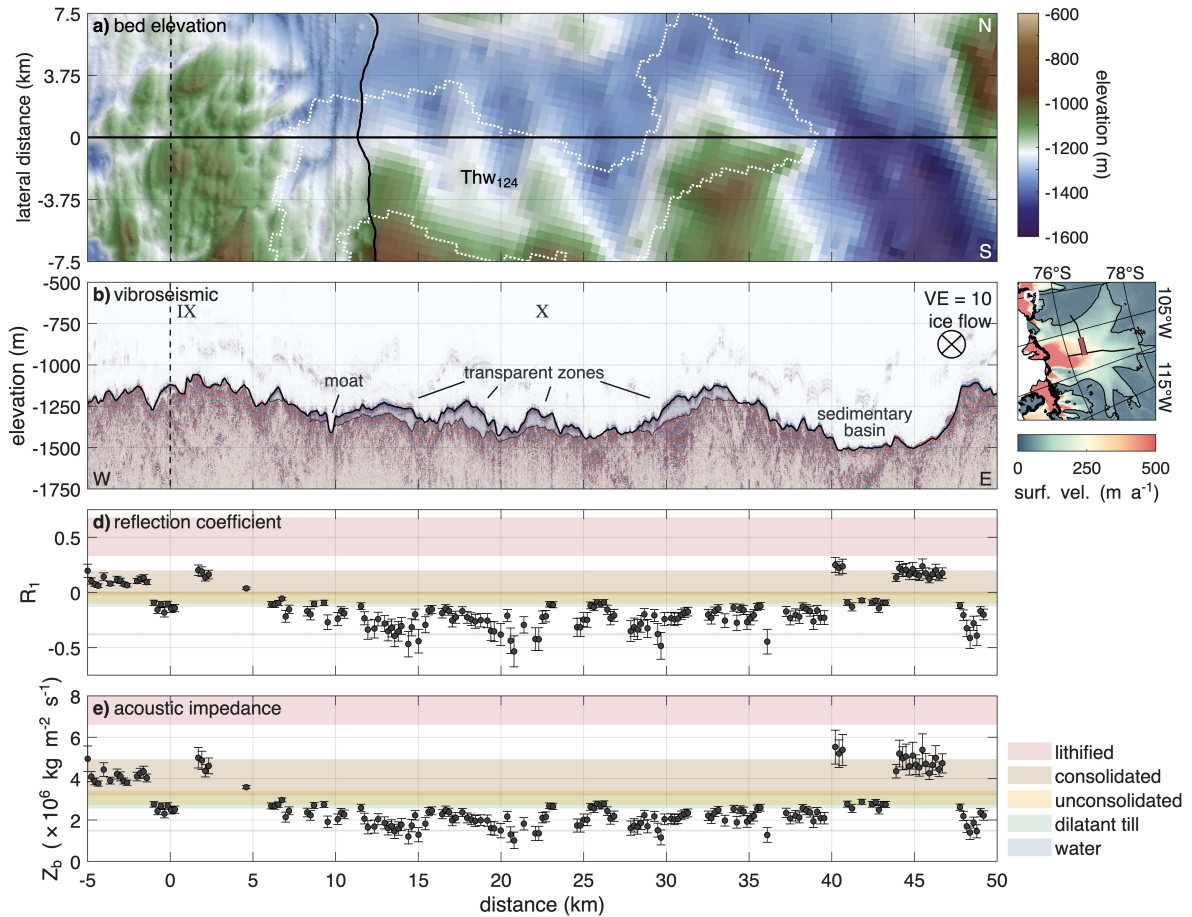 7.5
3.75
0
-3.75
-7.5
lateral distance (km)
a) bed elevation
N
S
Thw124
-600
-800
-1000
-1200
-1400
-1600
elevation (m)
b) vibroseismic
IX
X
VE = 10
ice flow
moat
transparent zones
sedimentary
basin
W
E
-500
-750
-1000
-1250
-1500
-1750
elevation (m)
76°S 78°S
105°W
115°W
0 250 500
surf. vel. (m a-1)
d) reflection coefficient
0.5
0
-0.5
R1
e) acoustic impedance
8
6
4
2
0
Zb ( × 10^6 kg m-2 s-1)
-5 0 5 10 15 20 25 30 35 40 45 50
distance (km)
lithified
consolidated
unconsolidated
dilatant till
water